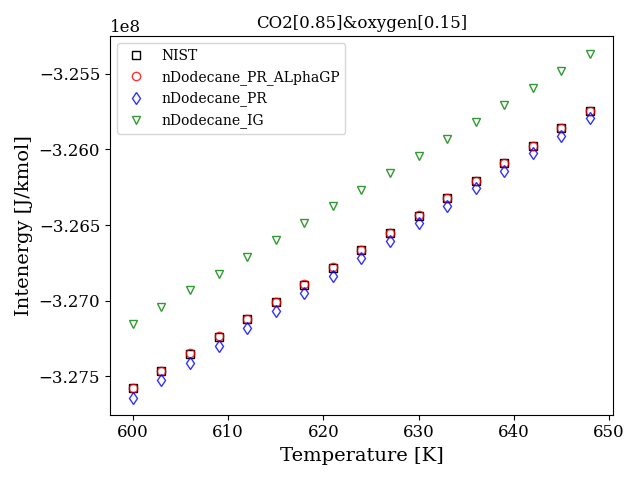 CO2[0.85]&oxygen[0.15]
1e8
NIST
nDodecane_PR_ALphaGP
nDodecane_PR
nDodecane_IG
Intenergy [J/kmol]
−3.255
−3.260
−3.265
−3.270
−3.275
600 610 620 630 640 650
Temperature [K]